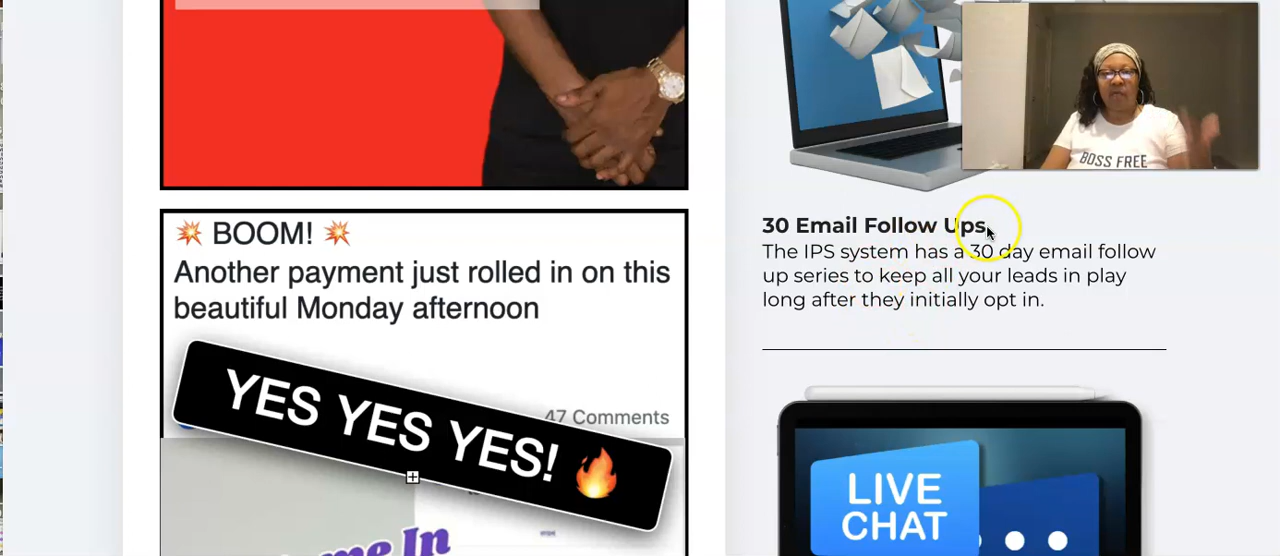 💥 BOOM! 💥
Another payment just rolled in on this
beautiful Monday afternoon
YES YES YES! 🔥
47 Comments
me In
BOSS FREE
30 Email Follow Ups
The IPS system has a 30 day email follow
up series to keep all your leads in play
long after they initially opt in.
LIVE
CHAT